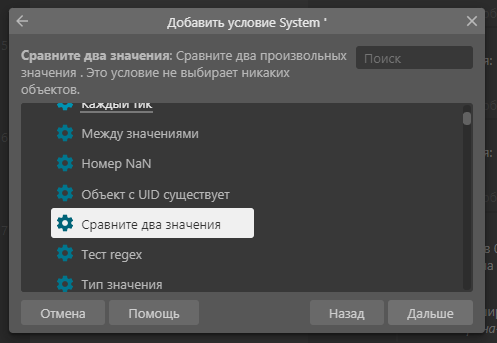 Добавить условие System '
Сравните два значения: Сравните два произвольных
значения . Это условие не выбирает никаких
объектов.
Поиск
Каждый тик
Между значениями
Номер NaN
Объект с UID существует
Сравните два значения
Тест regex
Тип значения
Отмена
Помощь
Назад
Дальше